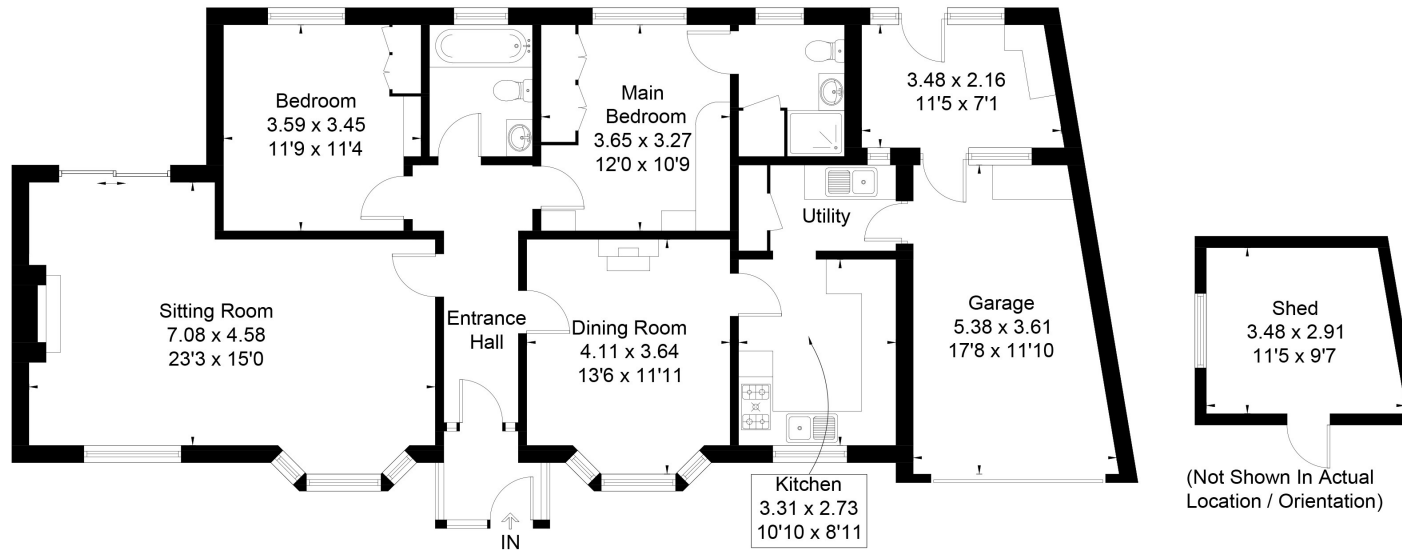 Bedroom
3.59 x 3.45
11'9 x 11'4
Main
Bedroom
3.65 x 3.27
12'0 x 10'9
3.48 x 2.16
11'5 x 7'1
Utility
Sitting Room
7.08 x 4.58
23'3 x 15'0
Entrance
Hall
Dining Room
4.11 x 3.64
13'6 x 11'11
Garage
5.38 x 3.61
17'8 x 11'10
Shed
3.48 x 2.91
11'5 x 9'7
Kitchen
3.31 x 2.73
10'10 x 8'11
IN
(Not Shown In Actual
Location / Orientation)